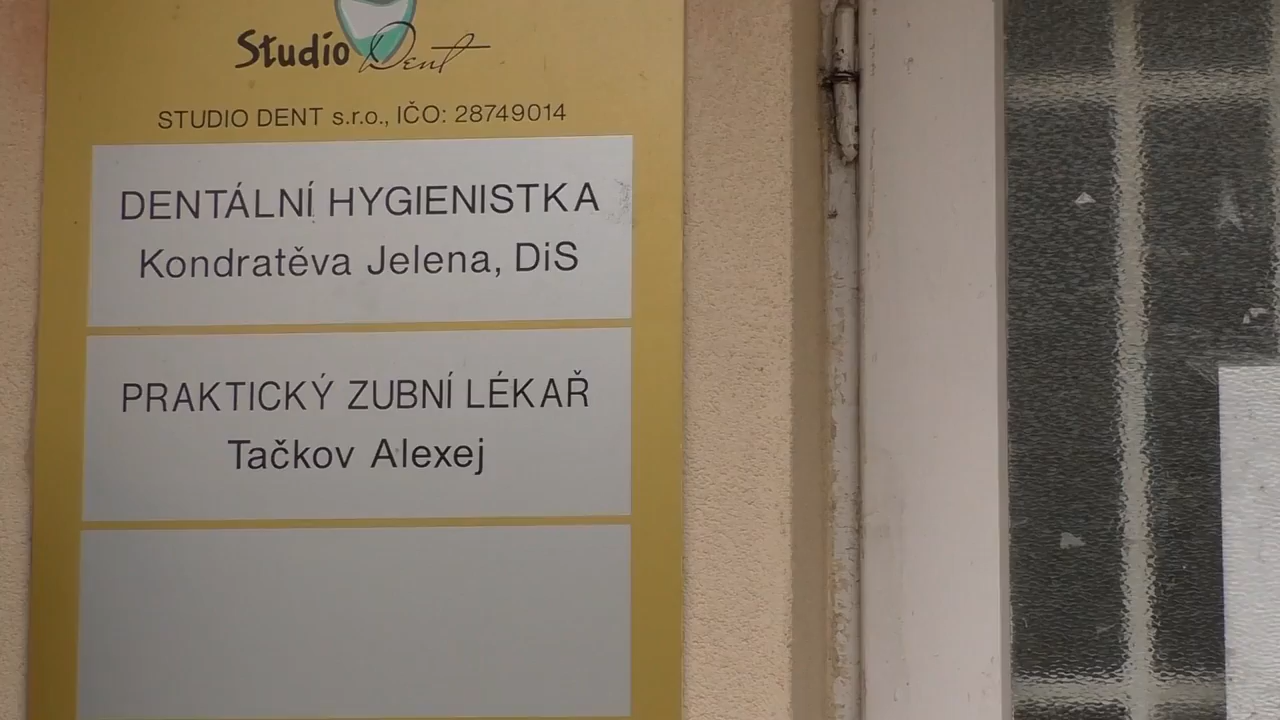 Studio Dent
STUDIO DENT s.r.o., IČO: 28749014
DENTÁLNÍ HYGIENISTKA
Kondratěva Jelena, DiS
PRAKTICKÝ ZUBNÍ LÉKAŘ
Tačkov Alexej